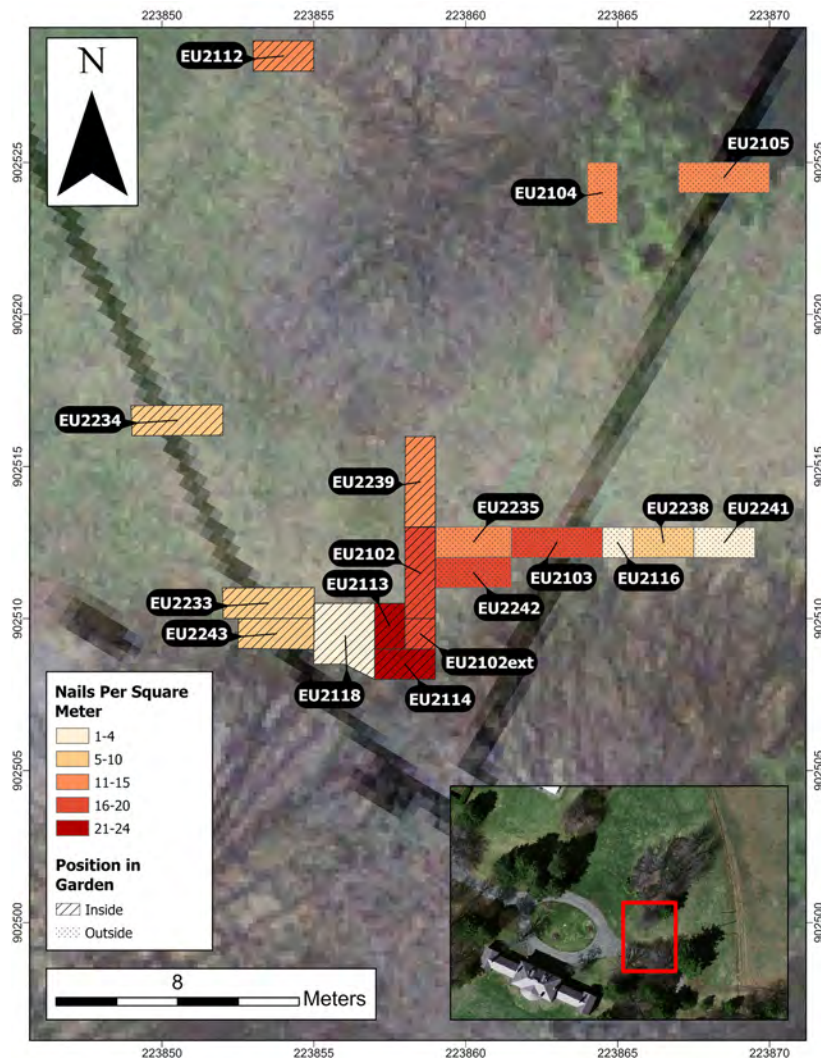 223850 223855 223860 223865 223870
N
EU2112
902525 902525
EU2105
EU2104
902520 902520
EU2234
902515 902515
EU2239
EU2235
EU2238
EU2241
EU2102
EU2113
EU2103
EU2116
EU2233
902510 902510
EU2242
EU2243
EU2102ext
EU2118
EU2114
Nails Per Square
Meter
1-4
5-10
11-15
16-20
21-24
902505 902505
Position in
Garden
Inside
Outside
902500 902500
8
Meters
223850 223855 223860 223865 223870